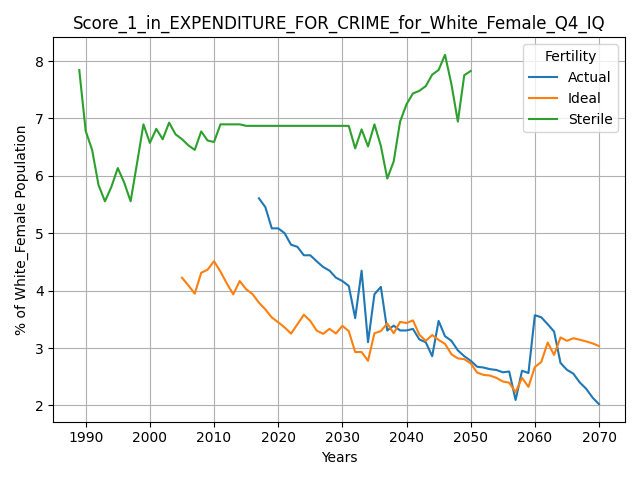 Score_1_in_EXPENDITURE_FOR_CRIME_for_White_Female_Q4_IQ
% of White_Female Population
8
7
6
5
4
3
2
Fertility
Actual
Ideal
Sterile
1990 2000 2010 2020 2030 2040 2050 2060 2070
Years